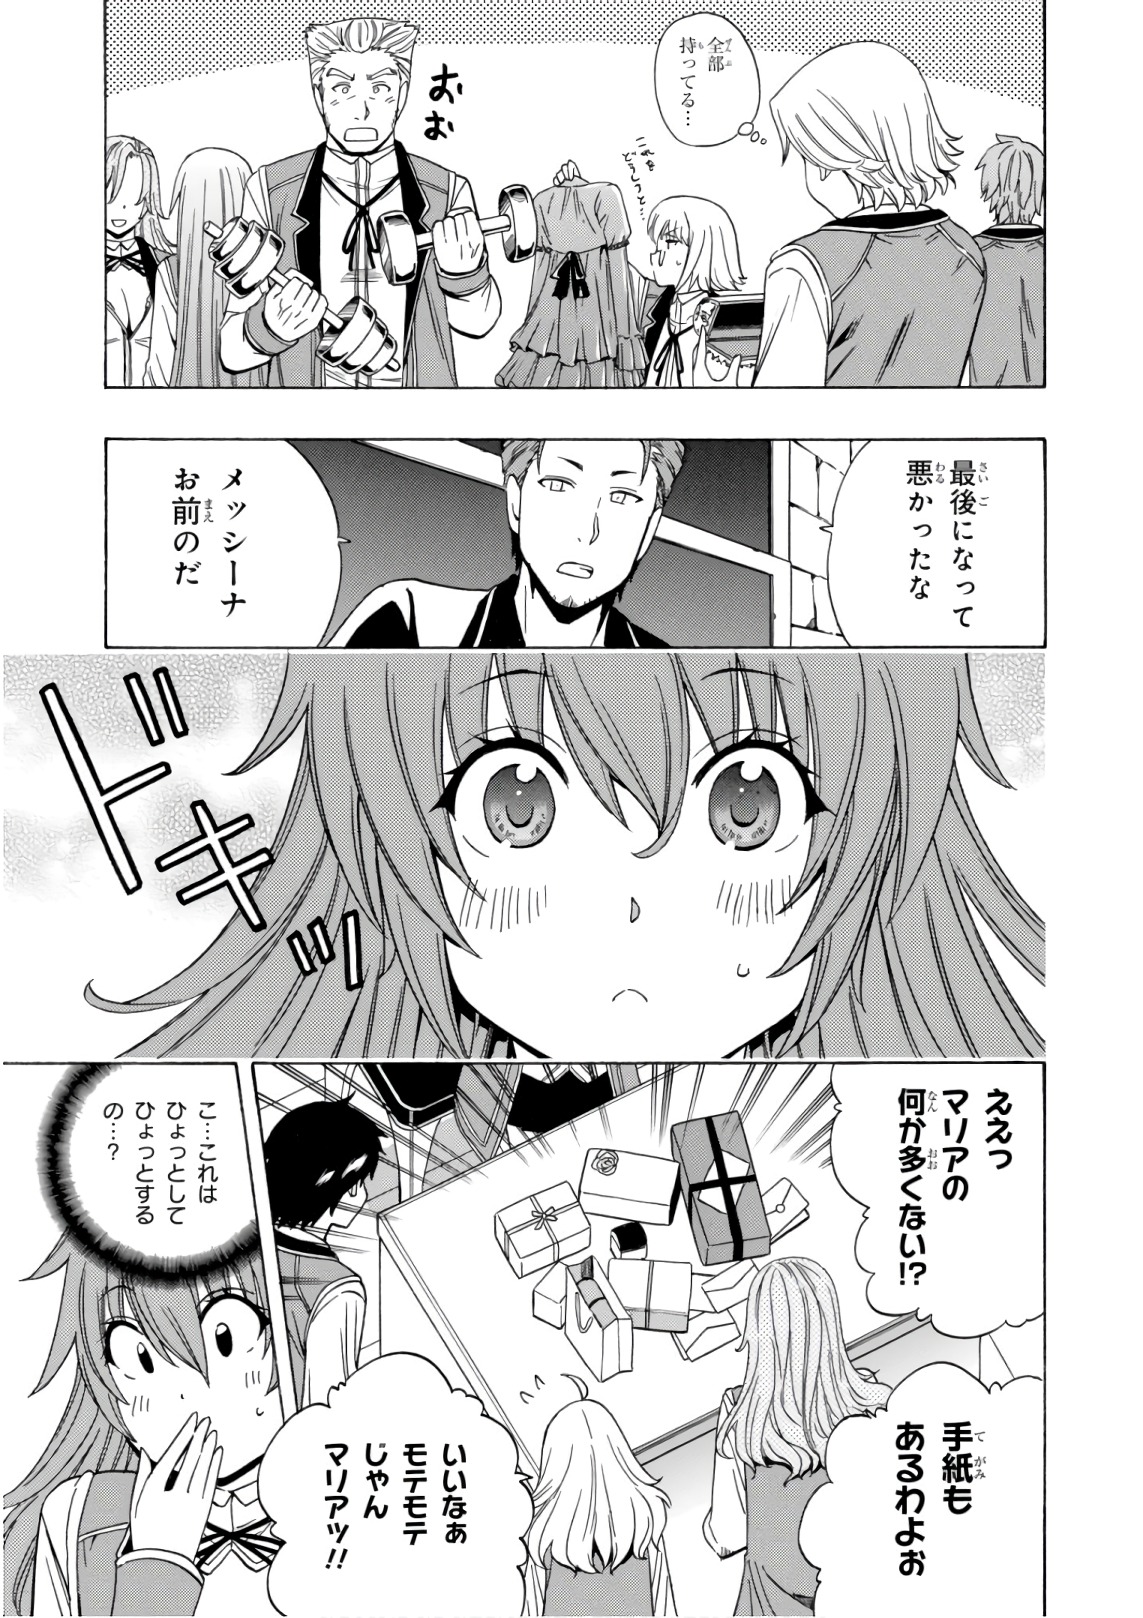 全部
持ってる…
おお
これを
どうしろと…
最後になって
悪かったな
メッシーナ
お前のだ
ドキッ
ええっ
マリアの
何か多くない!?
手紙も
あるわよぉ
いいなぁ
モテモテ
じゃん
マリアッ!!
こ…これは
ひょっとして
ひょっとする
の…?